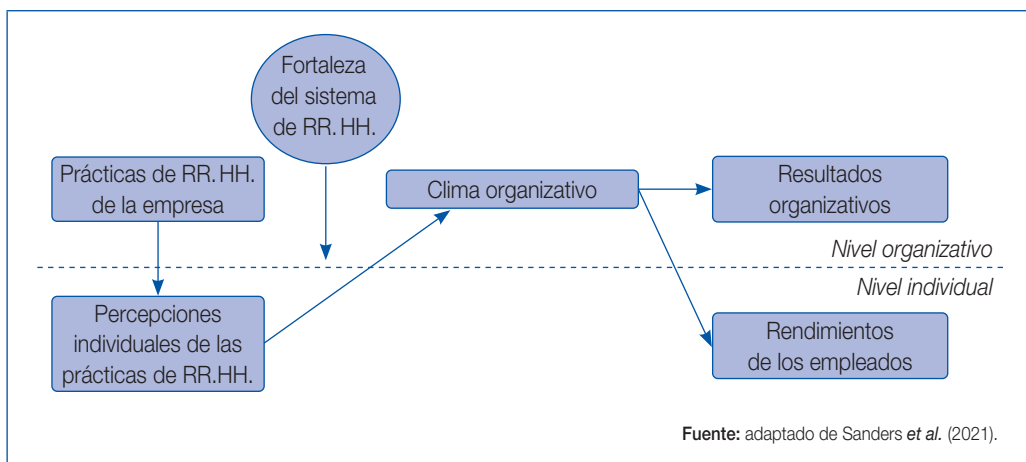 Fortaleza
del sistema
de RR. HH.
Prácticas de RR. HH.
de la empresa
Clima organizativo
Resultados
organizativos
Nivel organizativo
Nivel individual
Percepciones
individuales de las
prácticas de RR.HH.
Rendimientos
de los empleados
Fuente: adaptado de Sanders et al. (2021).